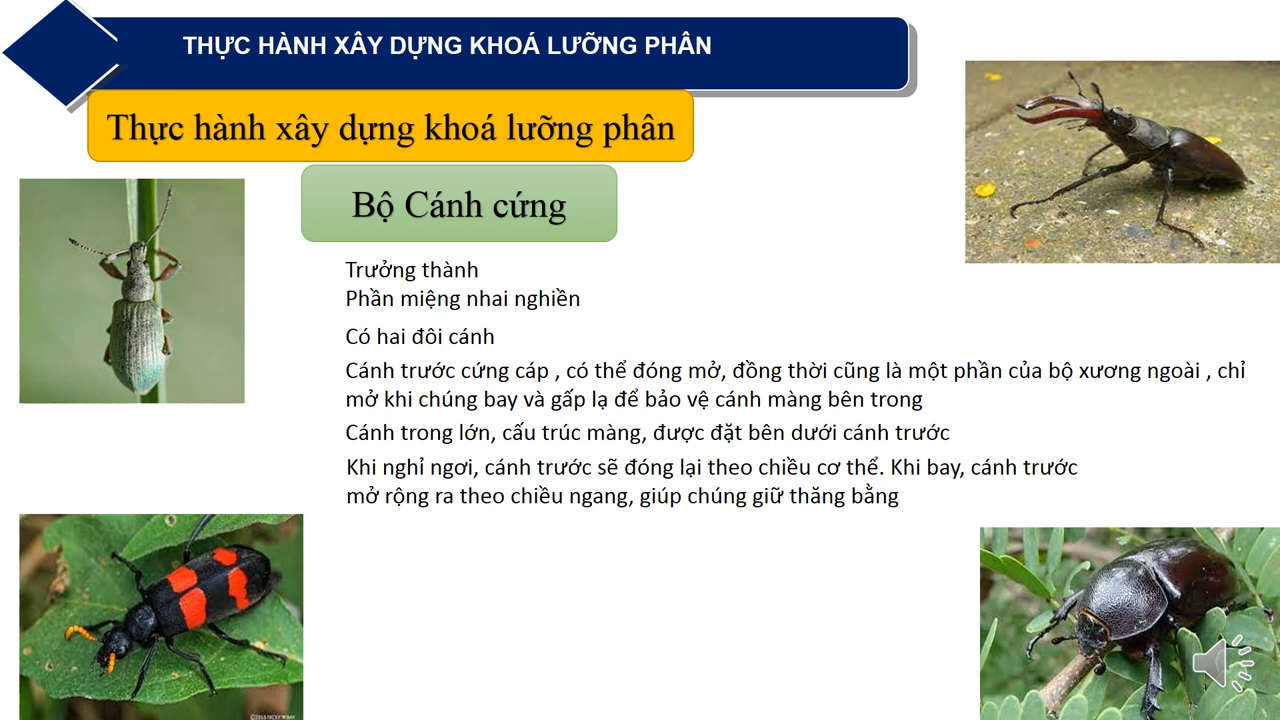 THỰC HÀNH XÂY DỰNG KHOÁ LƯỠNG PHÂN
Thực hành xây dựng khoá lưỡng phân
Bộ Cánh cứng
Trưởng thành
Phần miệng nhai nghiền
Có hai đôi cánh
Cánh trước cứng cáp , có thể đóng mở, đồng thời cũng là một phần của bộ xương ngoài , chỉ
mở khi chúng bay và gấp lạ để bảo vệ cánh màng bên trong
Cánh trong lớn, cấu trúc màng, được đặt bên dưới cánh trước
Khi nghỉ ngơi, cánh trước sẽ đóng lại theo chiều cơ thể. Khi bay, cánh trước
mở rộng ra theo chiều ngang, giúp chúng giữ thăng bằng